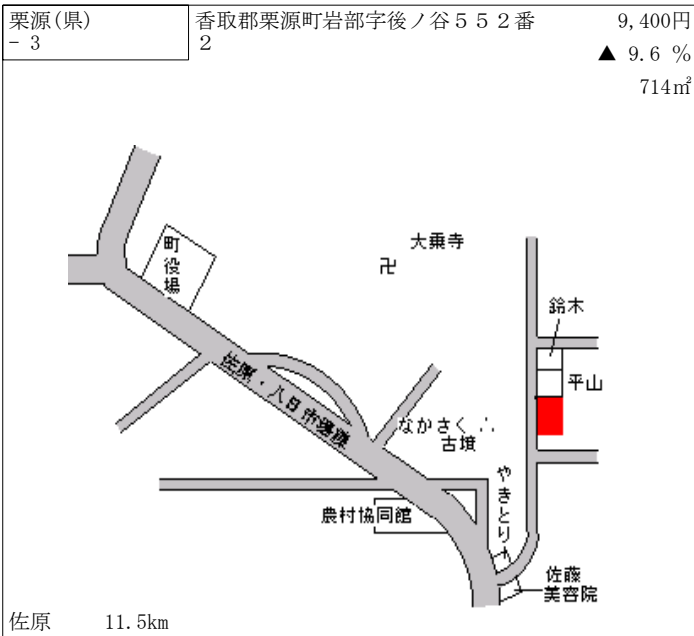 栗源(県)
- 3
香取郡栗源町岩部字後ノ谷５５２番
2
9,400円
▲ 9.6 %
714㎡
町役場
大乗寺
卍
鈴木
平山
佐原・八日市場線
なかさく ∴
古墳
やきとり
農村協同館
佐藤
美容院
佐原 11.5km